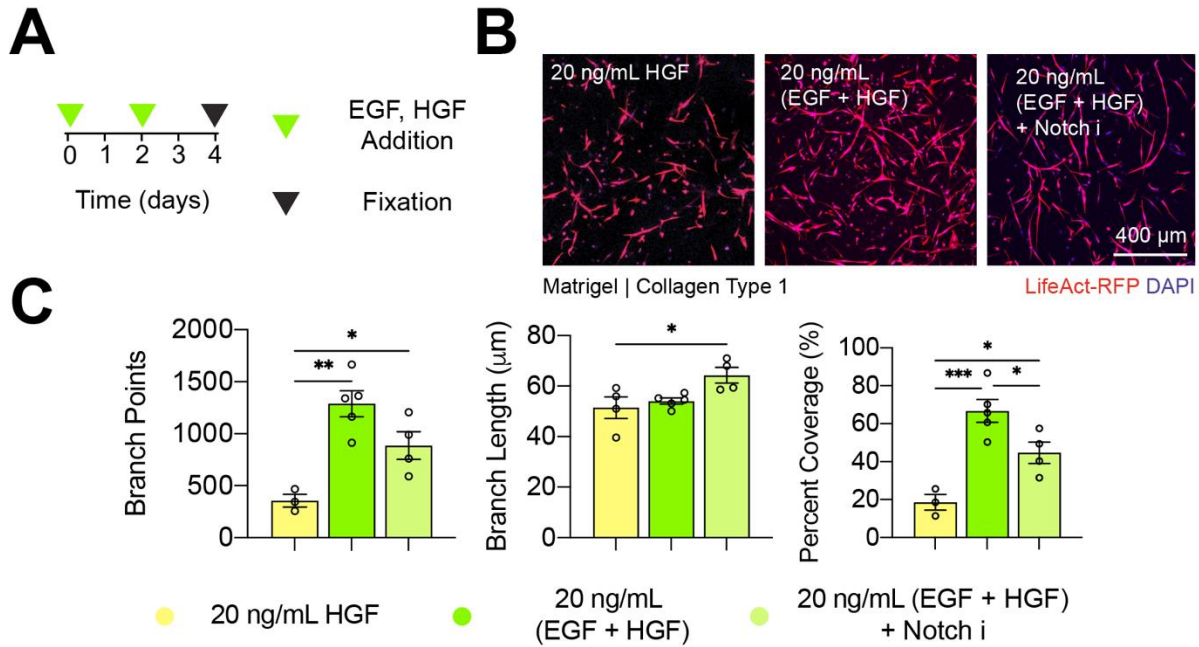 A
0 1 2 3 4
Time (days)
EGF, HGF
Addition
Fixation
B
20 ng/mL HGF
20 ng/mL
(EGF + HGF)
20 ng/mL
(EGF + HGF)
+ Notch i
400 µm
Matrigel | Collagen Type 1
LifeAct-RFP DAPI
C
Branch Points
2000
1500
1000
500
0
*
**
Branch Length (µm)
80
60
40
20
0
*
Percent Coverage (%)
100
80
60
40
20
0
*
***
*
20 ng/mL HGF
20 ng/mL
(EGF + HGF)
20 ng/mL (EGF + HGF)
+ Notch i